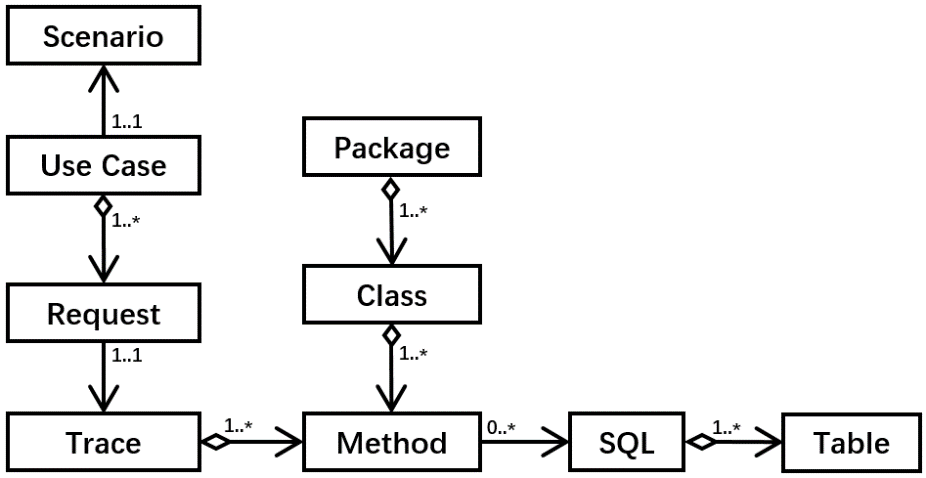 Scenario
1..1
Use Case
1..*
Request
1..1
Trace
1..*
Package
1..*
Class
1..*
Method
0..*
SQL
1..*
Table